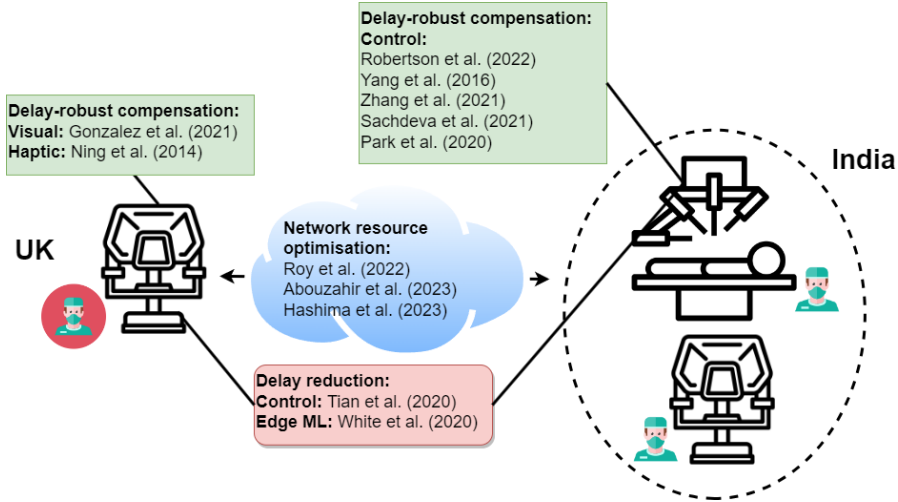 Delay-robust compensation:
Control:
Robertson et al. (2022)
Yang et al. (2016)
Zhang et al. (2021)
Sachdeva et al. (2021)
Park et al. (2020)
Delay-robust compensation:
Visual: Gonzalez et al. (2021)
Haptic: Ning et al. (2014)
India
UK
Network resource
optimisation:
Roy et al. (2022)
Abouzahir et al. (2023)
Hashima et al. (2023)
Delay reduction:
Control: Tian et al. (2020)
Edge ML: White et al. (2020)